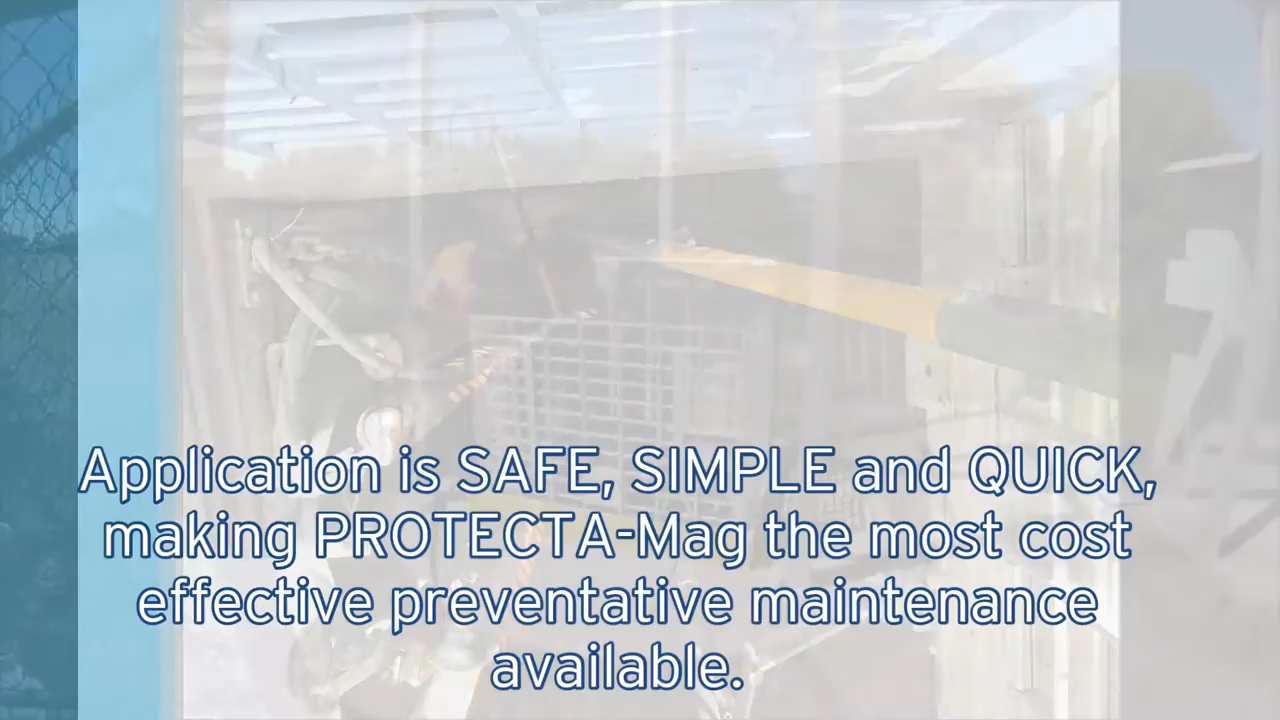 Application is SAFE, SIMPLE and QUICK,
making PROTECTA-Mag the most cost
effective preventative maintenance
available.